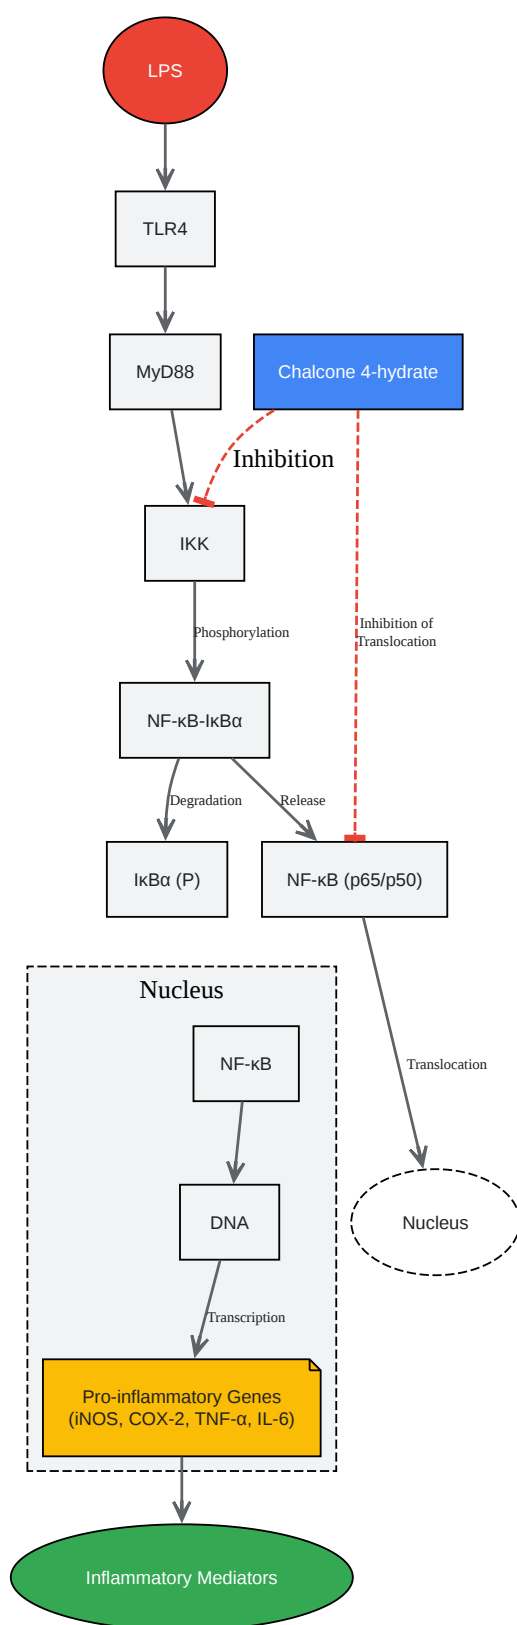 LPS
TLR4
MyD88
Chalcone 4-hydrate
Inhibition
IKK
Phosphorylation
Inhibition of
Translocation
NF-κB-IκBα
Degradation
Release
IκBα (P)
NF-κB (p65/p50)
Nucleus
NF-κB
Translocation
DNA
Nucleus
Transcription
Pro-inflammatory Genes
(iNOS, COX-2, TNF-α, IL-6)
Inflammatory Mediators